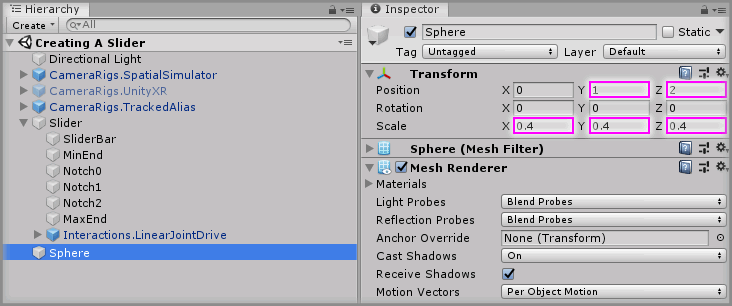 Hierarchy
Create
All
Creating A Slider
Directional Light
CameraRigs.SpatialSimulator
CameraRigs.UnityXR
CameraRigs.TrackedAlias
Slider
SliderBar
MinEnd
Notch0
Notch1
Notch2
MaxEnd
Interactions.LinearJointDrive
Sphere
Inspector
Sphere
Static
Tag Untagged Layer Default
Transform
Position X 0 Y 1 Z 2
Rotation X 0 Y 0 Z 0
Scale X 0.4 Y 0.4 Z 0.4
Sphere (Mesh Filter)
Mesh Renderer
Materials
Light Probes Blend Probes
Reflection Probes Blend Probes
Anchor Override None (Transform)
Cast Shadows On
Receive Shadows
Motion Vectors Per Object Motion